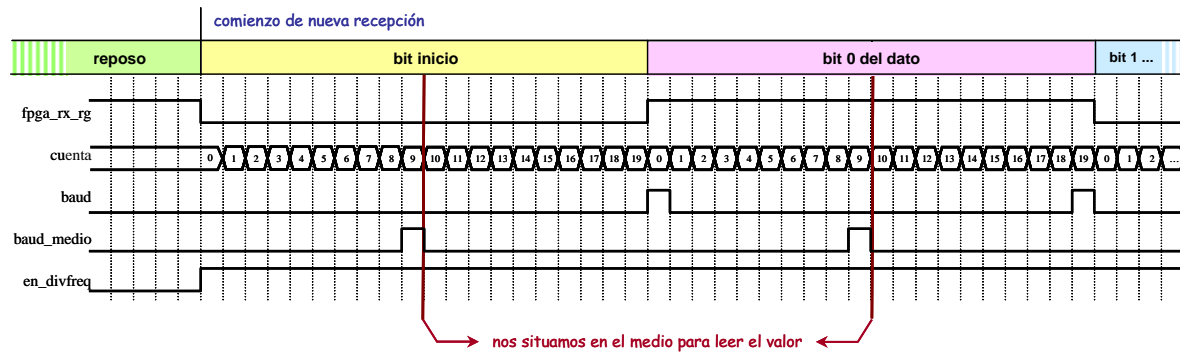 comienzo de nueva recepción
reposo bit inicio bit 0 del dato bit 1 ...
fpga_rx_rg
cuenta 0 1 2 3 4 5 6 7 8 9 10 11 12 13 14 15 16 17 18 19 0 1 2 3 4 5 6 7 8 9 10 11 12 13 14 15 16 17 18 19 0 1 2 ...
baud
baud_medio
en_divfreq
nos situamos en el medio para leer el valor